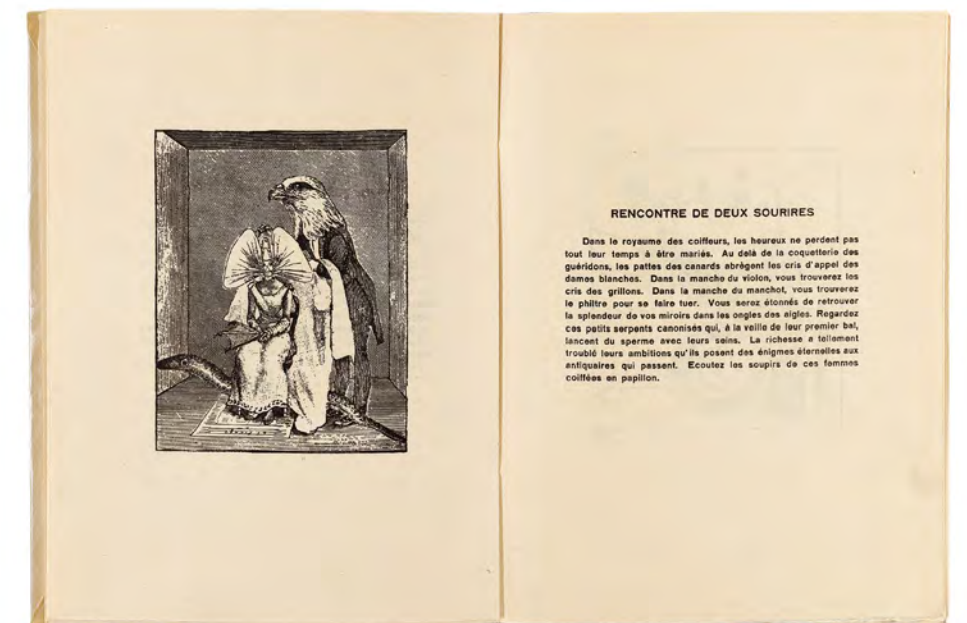 RENCONTRE DE DEUX SOURIRES
Dans le royaume des coiffeurs, les heureux ne perdent pas
tout leur temps à être mariés. Au delà de la coquetterie des
guéridons, les pattes des canards abrègent les cris d'appel des
dames blanches. Dans la manche du violon, vous trouverez les
cris des grillons. Dans la manche du manchot, vous trouverez
le philtre pour se faire tuer. Vous serez étonnés de retrouver
la splendeur de vos miroirs dans les ongles des aigles. Regardez
ces petits serpents canonisés qui, à la veille de leur premier bal,
lancent du sperme avec leurs seins. La richesse a tellement
troublé leurs ambitions qu'ils posent des énigmes éternelles aux
antiquaires qui passent. Ecoutez les soupirs de ces femmes
coiffées en papillon.